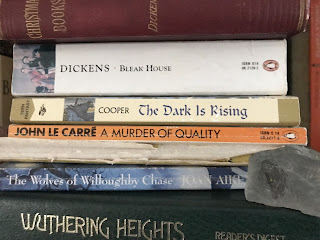 CHRISTMAS BOOKS DICKENS
DICKENS · BLEAK HOUSE
COOPER The Dark Is Rising
JOHN LE CARRÉ A MURDER OF QUALITY
The Wolves of Willoughby Chase JOAN
WUTHERING HEIGHTS READER'S DIGEST